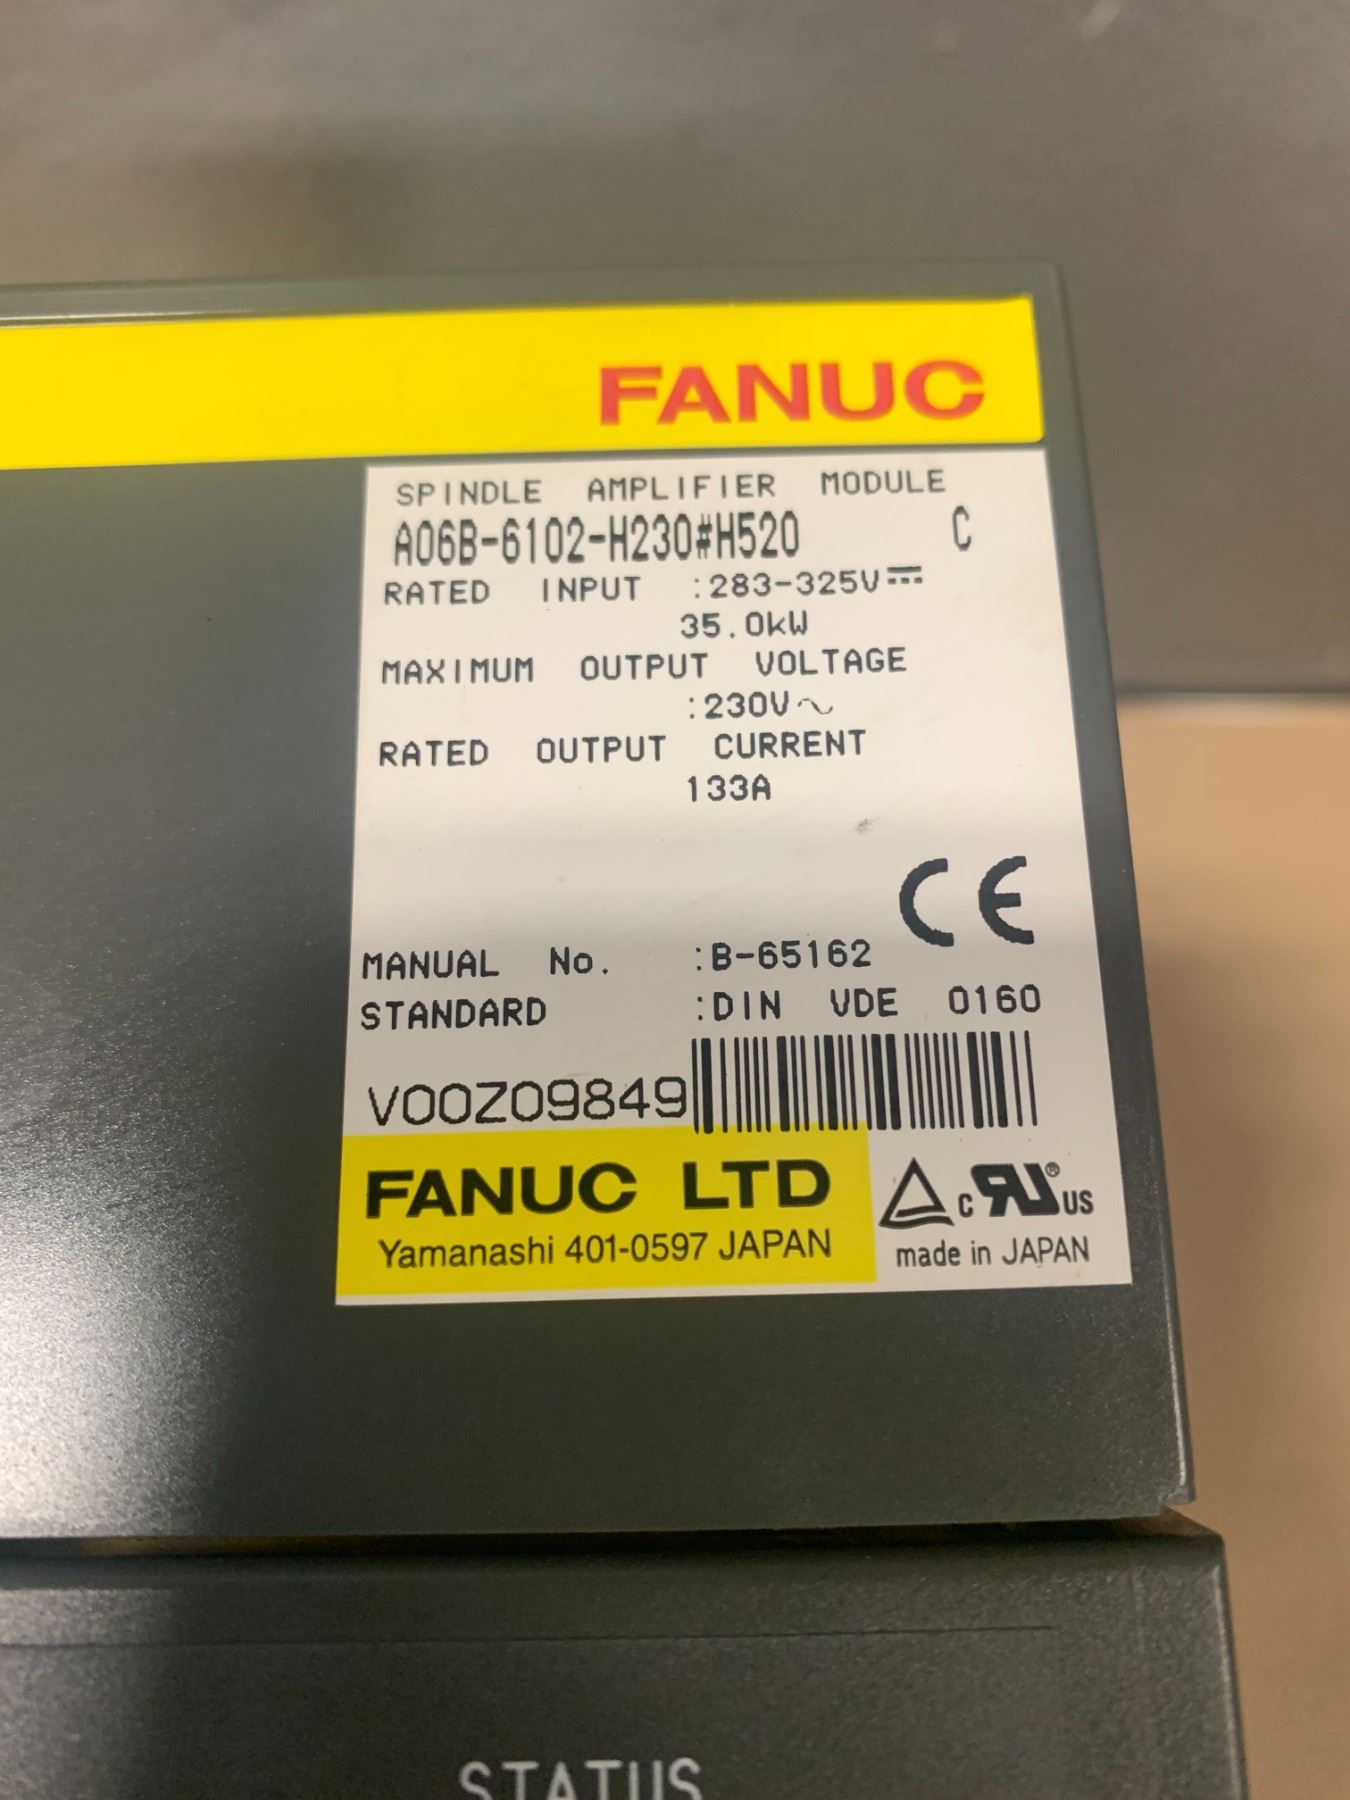 FANUC
SPINDLE AMPLIFIER MODULE
A06B-6102-H230#H520 C
RATED INPUT :283-325V⎓
35.0kW
MAXIMUM OUTPUT VOLTAGE
:230V～
RATED OUTPUT CURRENT
133A
CE
MANUAL No. :B-65162
STANDARD :DIN VDE 0160
V00Z09849
FANUC LTD
Yamanashi 401-0597 JAPAN
c RU ® US
made in JAPAN
STATUS